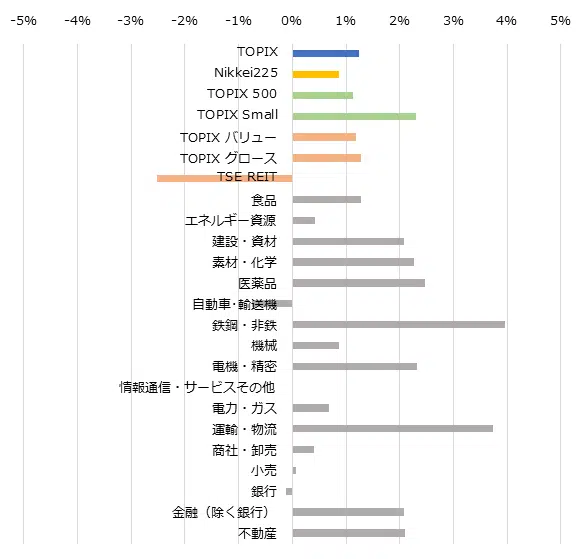 -5% -4% -3% -2% -1% 0% 1% 2% 3% 4% 5%
TOPIX
Nikkei225
TOPIX 500
TOPIX Small
TOPIX バリュー
TOPIX グロース
TSE REIT
食品
エネルギー資源
建設・資材
素材・化学
医薬品
自動車･輸送機
鉄鋼・非鉄
機械
電機・精密
情報通信・サービスその他
電力・ガス
運輸・物流
商社・卸売
小売
銀行
金融（除く銀行）
不動産